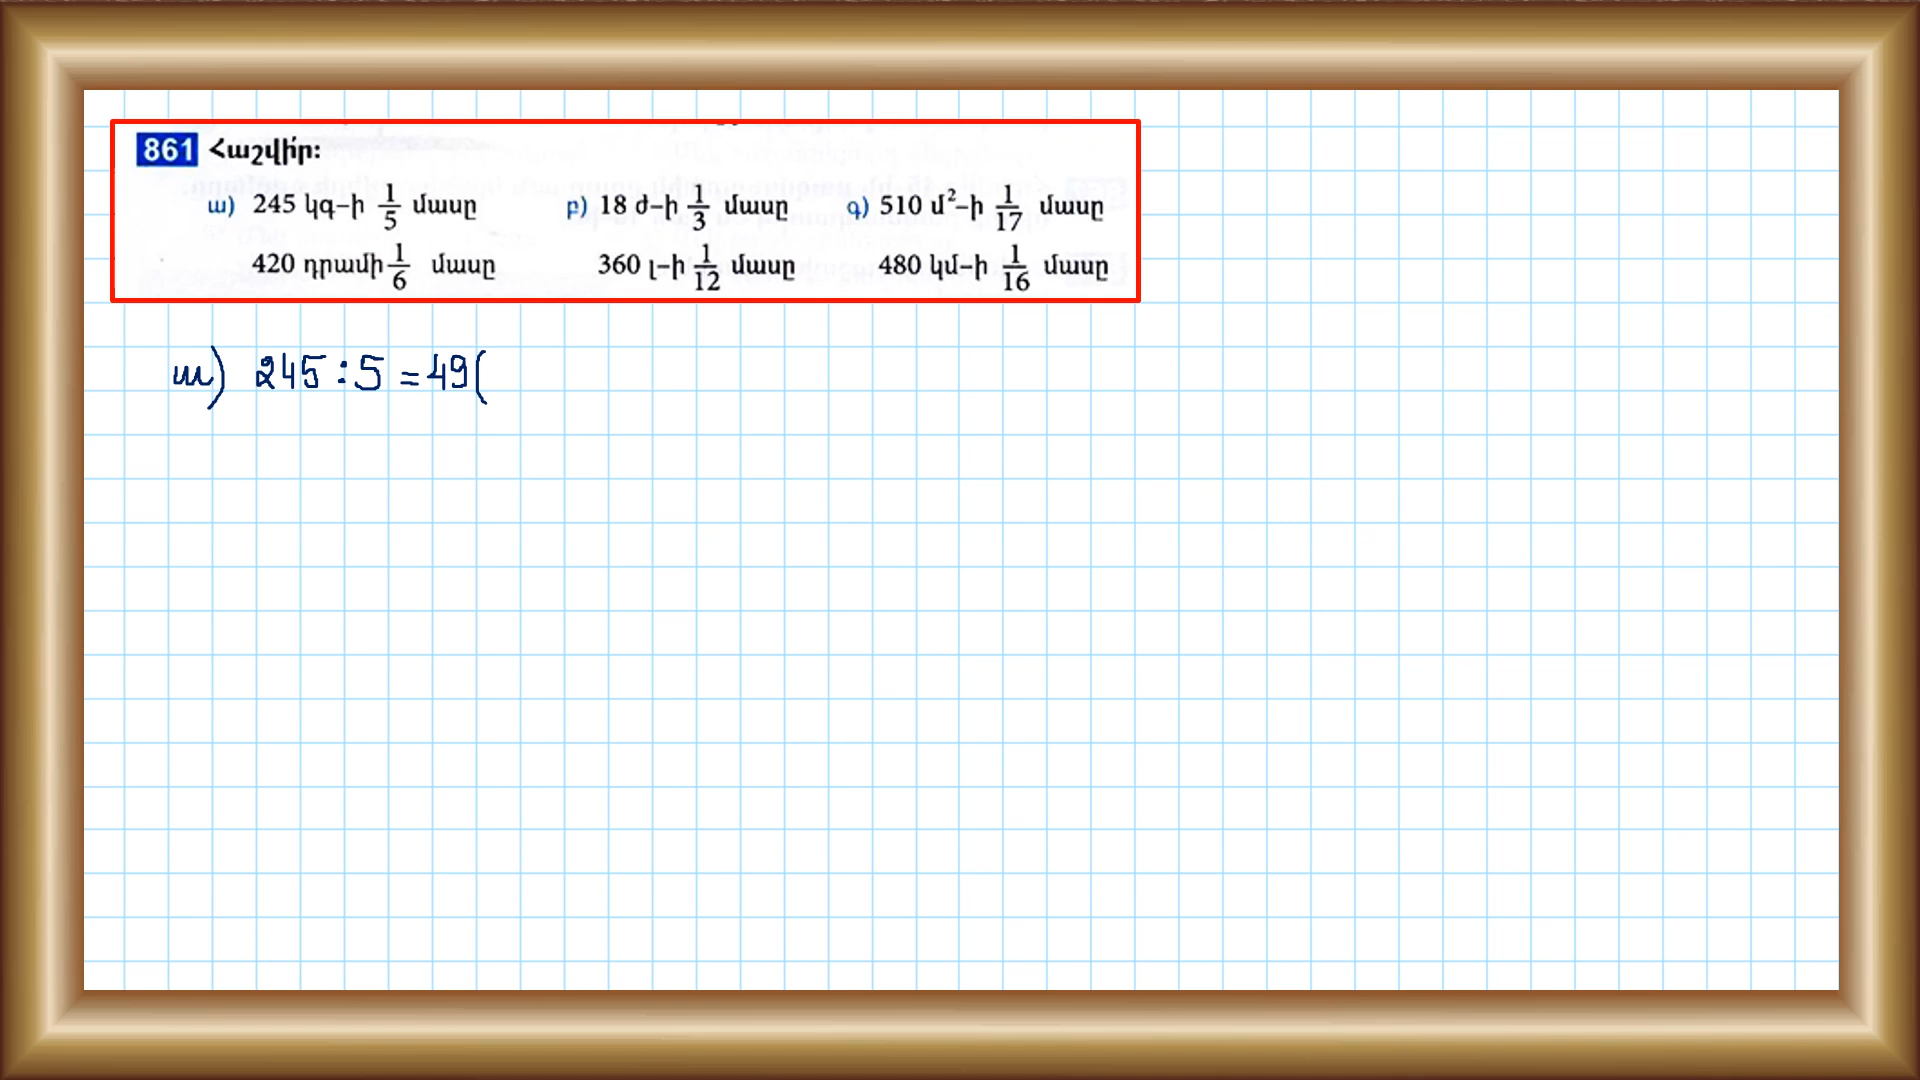 861 Հաշվի՛ր:
ա) 245 կգ–ի 1/5 մասը բ) 18 ժ–ի 1/3 մասը գ) 510 մ²–ի 1/17 մասը
420 դրամի 1/6 մասը 360 լ–ի 1/12 մասը 480 կմ–ի 1/16 մասը
ա) 245 : 5 = 49 (